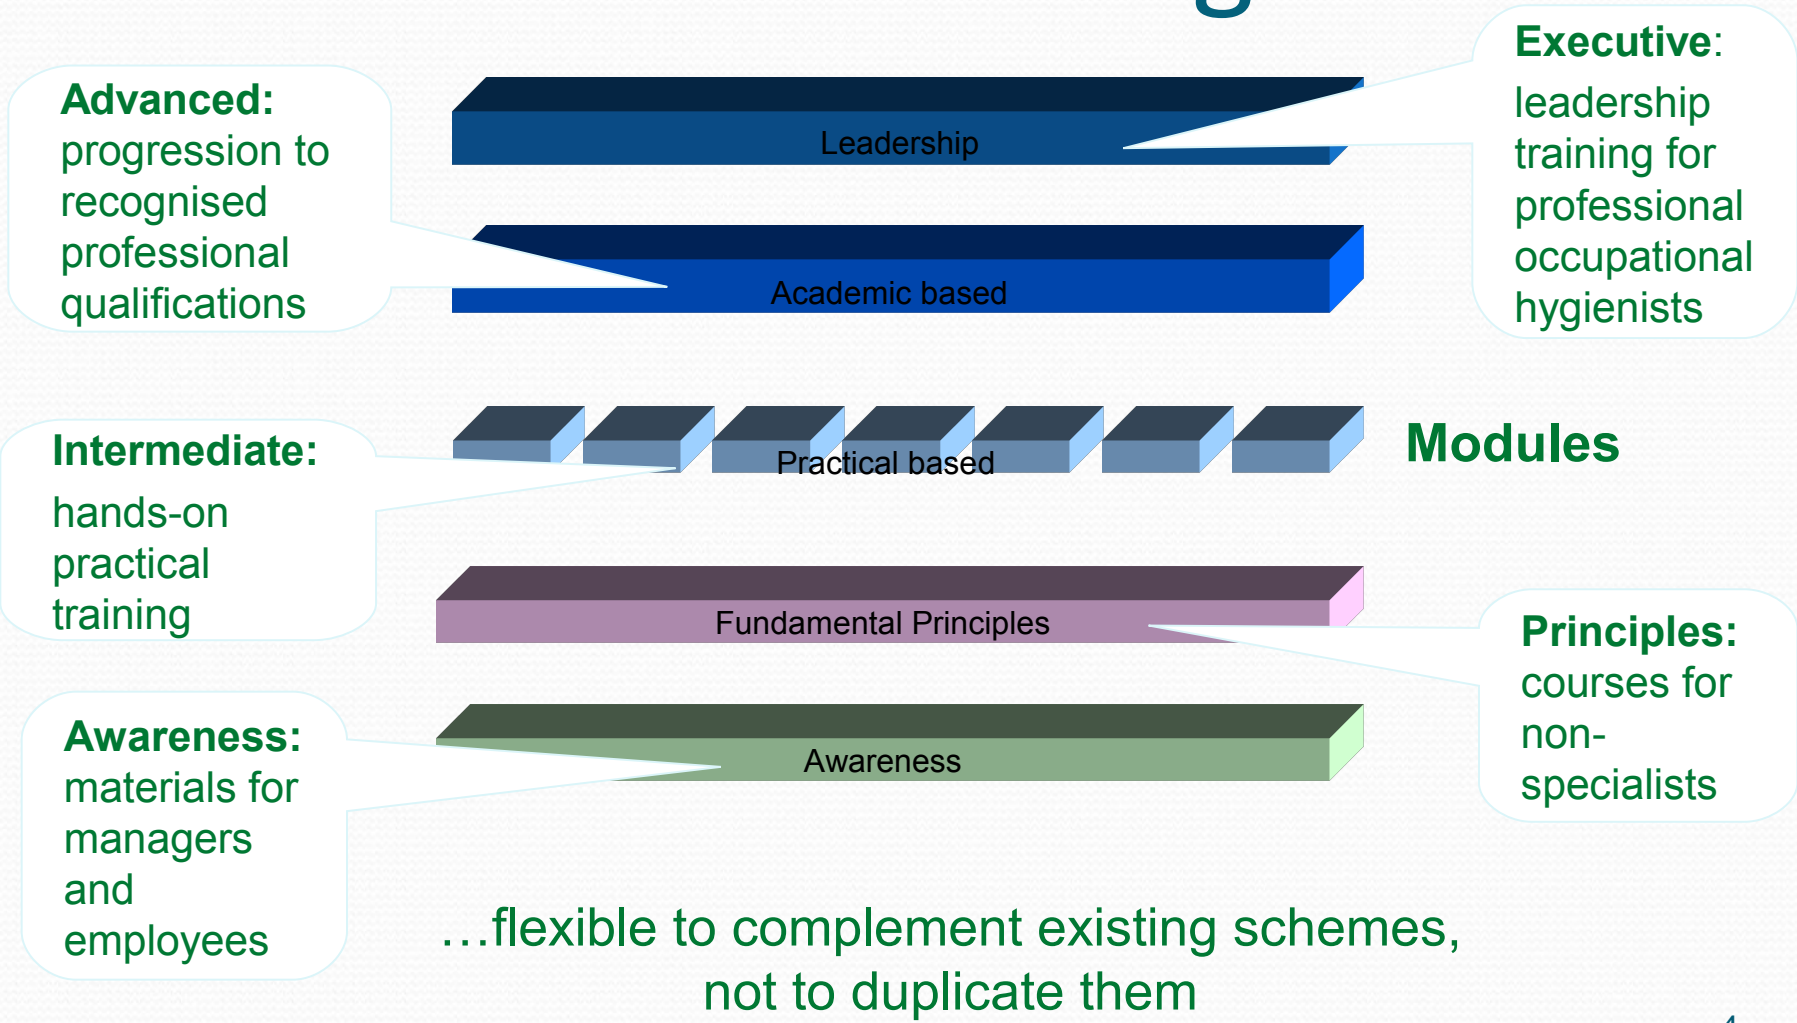 Executive:
leadership
training for
professional
occupational
hygienists
Advanced:
progression to
recognised
professional
qualifications
Leadership
Academic based
Intermediate:
hands-on
practical
training
Practical based
Modules
Fundamental Principles
Principles:
courses for
non-
specialists
Awareness:
materials for
managers
and
employees
Awareness
…flexible to complement existing schemes,
not to duplicate them